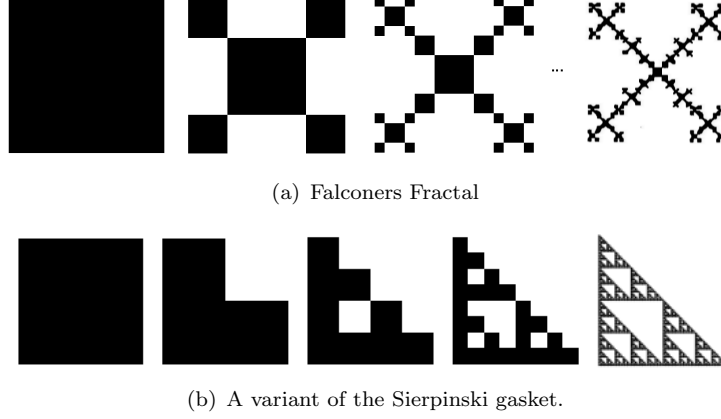 ...
(a) Falconers Fractal
(b) A variant of the Sierpinski gasket.